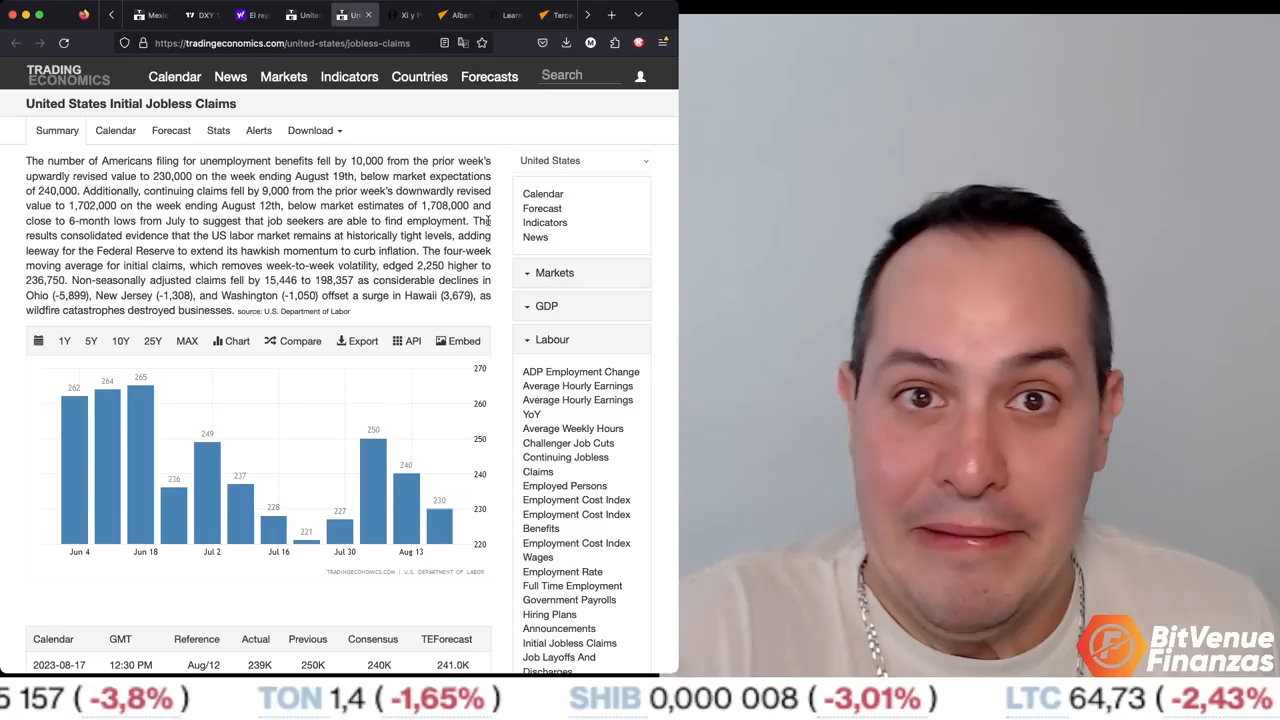 Mexic
DXY 1
El rep
Unite
Un
Xi y P
Alber
Learn
Terce
https://tradingeconomics.com/united-states/jobless-claims
TRADING
ECONOMICS
Calendar News Markets Indicators Countries Forecasts Search
United States Initial Jobless Claims
Summary Calendar Forecast Stats Alerts Download
The number of Americans filing for unemployment benefits fell by 10,000 from the prior week's
upwardly revised value to 230,000 on the week ending August 19th, below market expectations
of 240,000. Additionally, continuing claims fell by 9,000 from the prior week's downwardly revised
value to 1,702,000 on the week ending August 12th, below market estimates of 1,708,000 and
close to 6-month lows from July to suggest that job seekers are able to find employment. The
results consolidated evidence that the US labor market remains at historically tight levels, adding
leeway for the Federal Reserve to extend its hawkish momentum to curb inflation. The four-week
moving average for initial claims, which removes week-to-week volatility, edged 2,250 higher to
236,750. Non-seasonally adjusted claims fell by 15,446 to 198,357 as considerable declines in
Ohio (-5,899), New Jersey (-1,308), and Washington (-1,050) offset a surge in Hawaii (3,679), as
wildfire catastrophes destroyed businesses. source: U.S. Department of Labor
1Y 5Y 10Y 25Y MAX Chart Compare Export API Embed
262 264 265 236 249 237 228 221 227 250 240 230
270
260
250
240
230
220
Jun 4 Jun 18 Jul 2 Jul 16 Jul 30 Aug 13
TRADINGECONOMICS.COM | U.S. DEPARTMENT OF LABOR
Calendar GMT Reference Actual Previous Consensus TEForecast
2023-08-17 12:30 PM Aug/12 239K 250K 240K 241.0K
United States
Calendar
Forecast
Indicators
News
Markets
GDP
Labour
ADP Employment Change
Average Hourly Earnings
Average Hourly Earnings
YoY
Average Weekly Hours
Challenger Job Cuts
Continuing Jobless
Claims
Employed Persons
Employment Cost Index
Employment Cost Index
Benefits
Employment Cost Index
Wages
Employment Rate
Full Time Employment
Government Payrolls
Hiring Plans
Announcements
Initial Jobless Claims
Job Layoffs And
Discharges
BitVenue
Finanzas
5 157 (-3,8%) TON 1,4 (-1,65%) SHIB 0,000 008 (-3,01%) LTC 64,73 (-2,43%